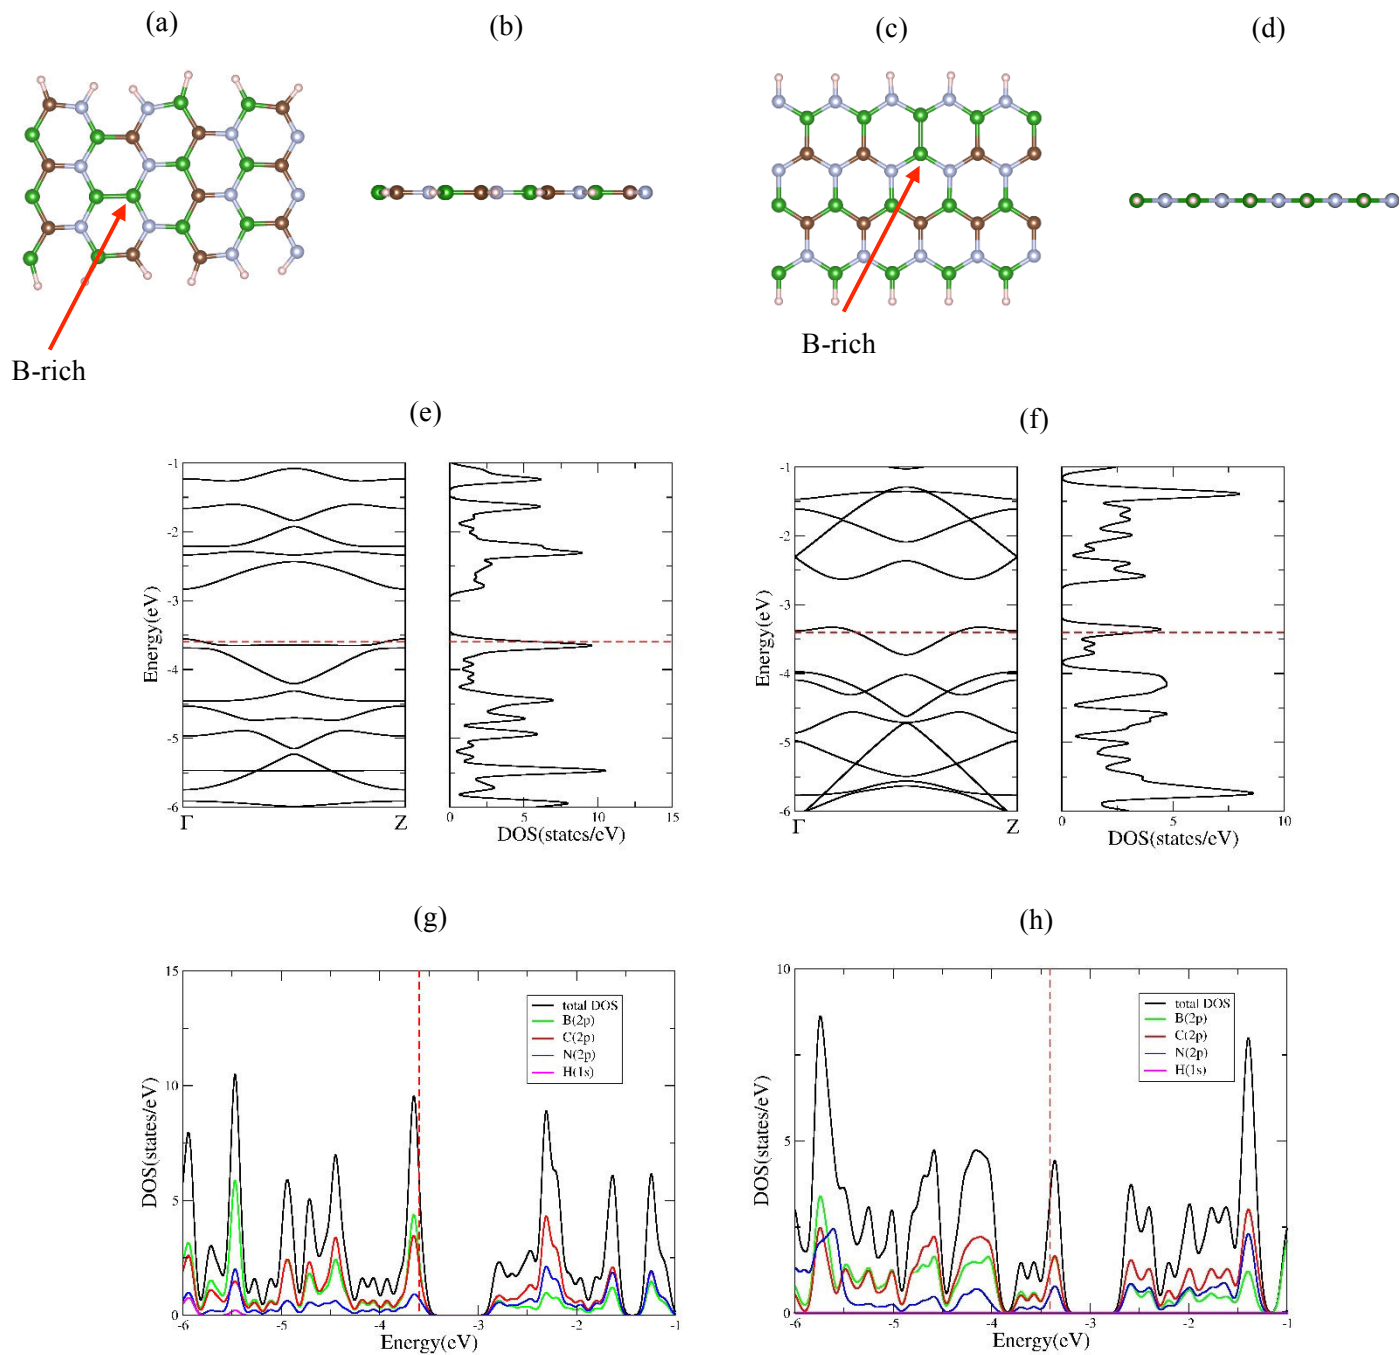 (a)
(b)
(c)
(d)
B-rich
B-rich
(e)
(f)
-1
-2
-3
-4
-5
-6
Energy(eV)
Γ
Z
0
5
10
15
DOS(states/eV)
-1
-2
-3
-4
-5
-6
Energy(eV)
Γ
Z
0
5
10
DOS(states/eV)
(g)
(h)
15
10
5
0
DOS(states/eV)
total DOS
B(2p)
C(2p)
N(2p)
H(1s)
-6
-5
-4
-3
-2
-1
Energy(eV)
10
5
0
DOS(states/eV)
total DOS
B(2p)
C(2p)
N(2p)
H(1s)
-6
-5
-4
-3
-2
-1
Energy(eV)